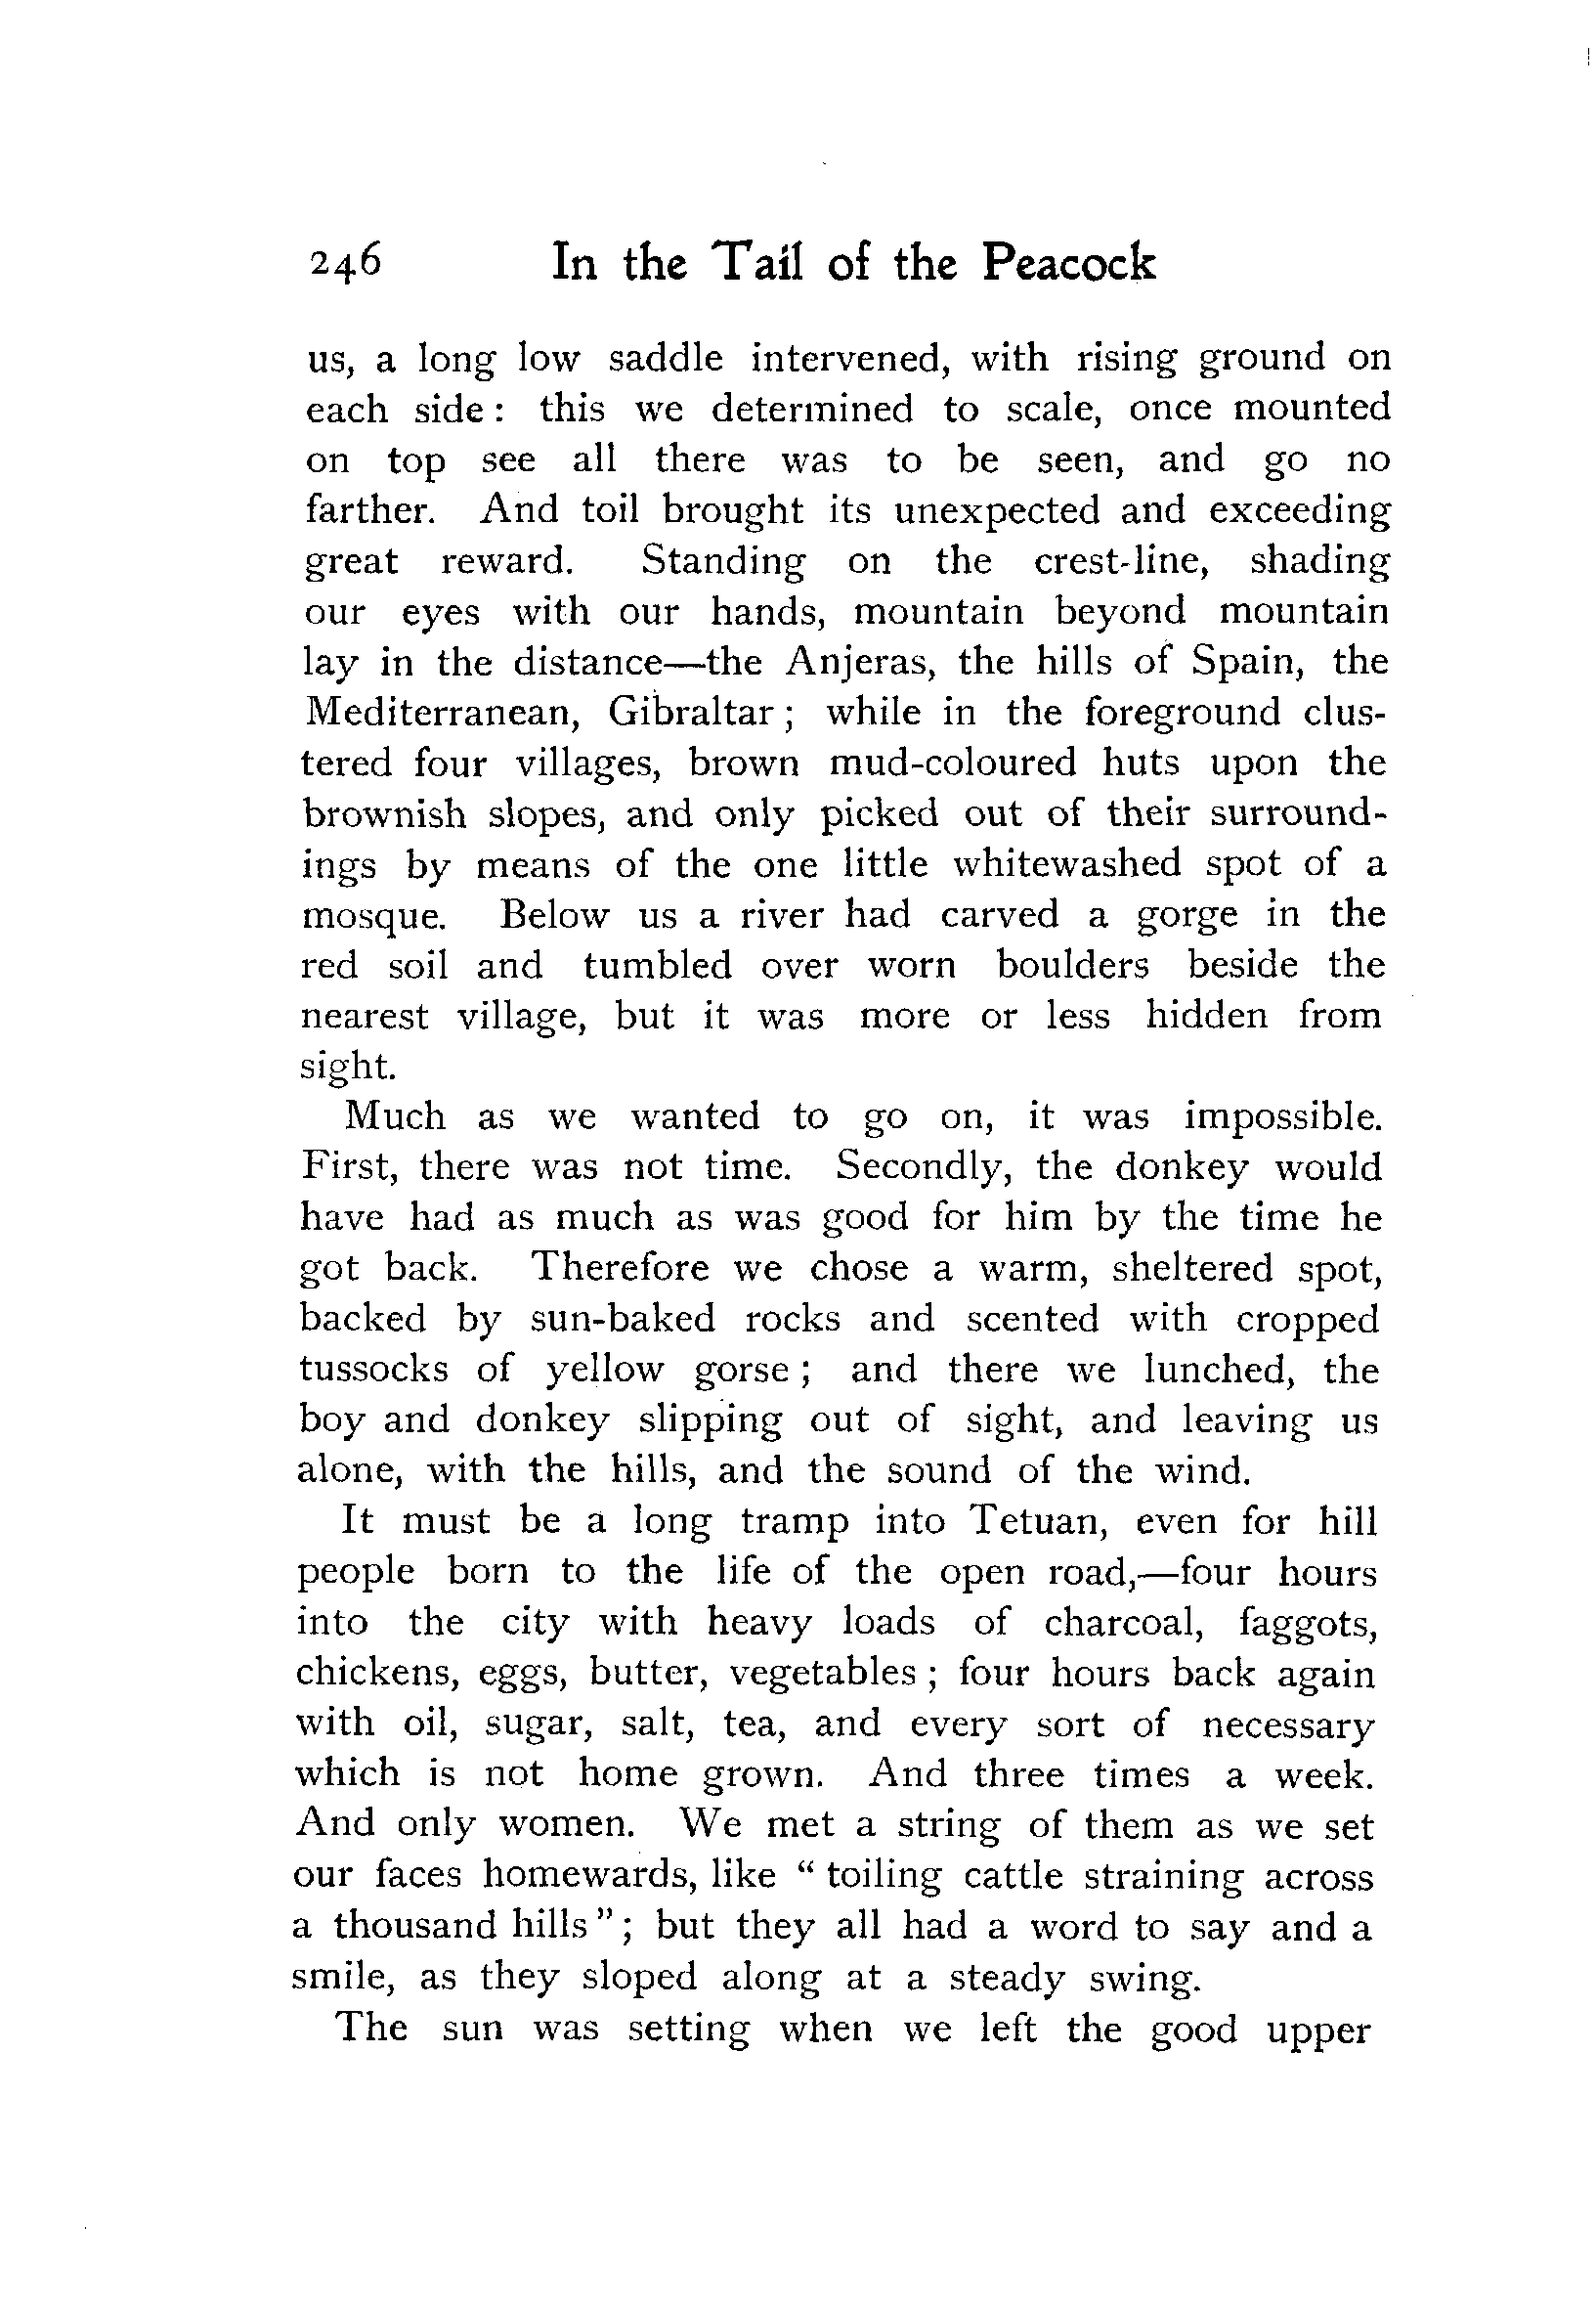 246 In the Tail of the Peacock
us, a long low saddle intervened, with rising ground on
each side : this we determined to scale, once mounted
on top see all there was to be seen, and go no
farther. And toil brought its unexpected and exceeding
great reward. Standing on the crest-line, shading
our eyes with our hands, mountain beyond mountain
lay in the distance—the Anjeras, the hills of Spain, the
Mediterranean, Gibraltar ; while in the foreground clus-
tered four villages, brown mud-coloured huts upon the
brownish slopes, and only picked out of their surround-
ings by means of the one little whitewashed spot of a
mosque. Below us a river had carved a gorge in the
red soil and tumbled over worn boulders beside the
nearest village, but it was more or less hidden from
sight.
Much as we wanted to go on, it was impossible.
First, there was not time. Secondly, the donkey would
have had as much as was good for him by the time he
got back. Therefore we chose a warm, sheltered spot,
backed by sun-baked rocks and scented with cropped
tussocks of yellow gorse ; and there we lunched, the
boy and donkey slipping out of sight, and leaving us
alone, with the hills, and the sound of the wind.
It must be a long tramp into Tetuan, even for hill
people born to the life of the open road,—four hours
into the city with heavy loads of charcoal, faggots,
chickens, eggs, butter, vegetables ; four hours back again
with oil, sugar, salt, tea, and every sort of necessary
which is not home grown. And three times a week.
And only women. We met a string of them as we set
our faces homewards, like " toiling cattle straining across
a thousand hills " ; but they all had a word to say and a
smile, as they sloped along at a steady swing.
The sun was setting when we left the good upper